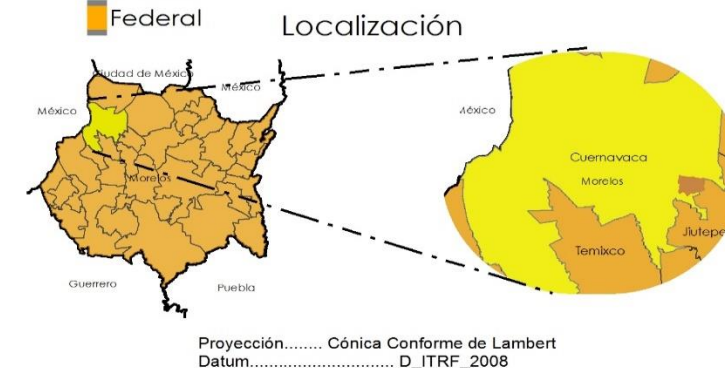 Federal
Localización
Ciudad de México
México
México
Morelos
Guerrero
Puebla
México
Cuernavaca
Morelos
Temixco
Jiutepe
Proyección........ Cónica Conforme de Lambert
Datum............................. D_ITRF_2008